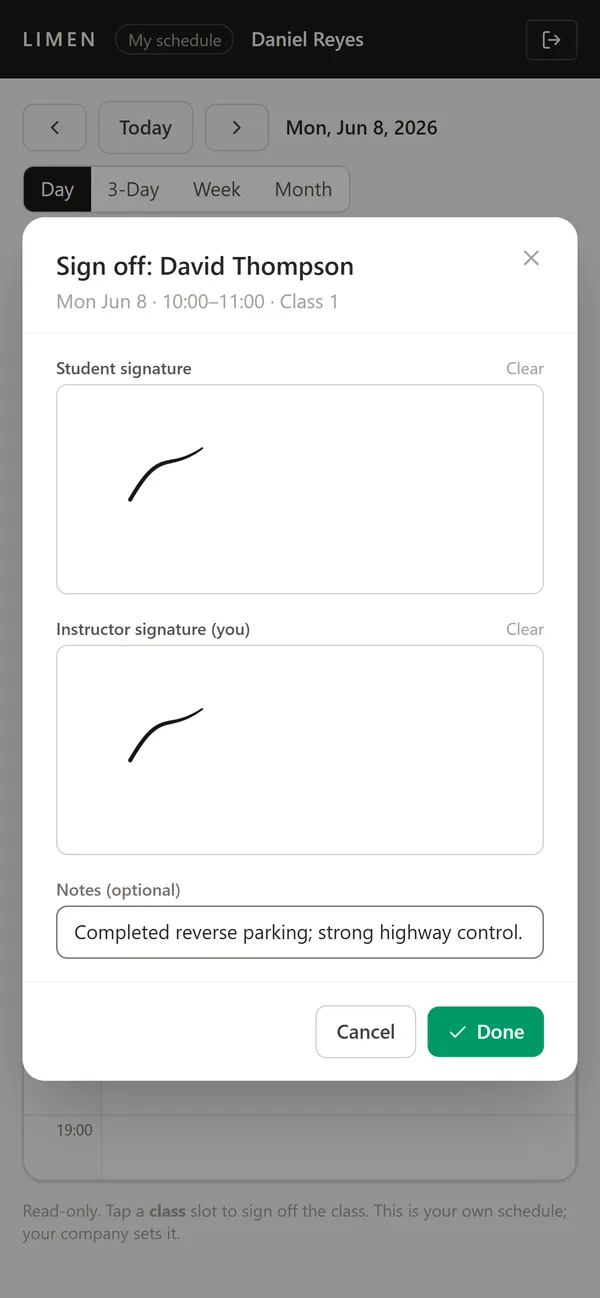 LIMEN My schedule Daniel Reyes
Today Mon, Jun 8, 2026
Day 3-Day Week Month
Sign off: David Thompson
Mon Jun 8 · 10:00–11:00 · Class 1
Student signature Clear
Instructor signature (you) Clear
Notes (optional)
Completed reverse parking; strong highway control.
Cancel Done
19:00
Read-only. Tap a class slot to sign off the class. This is your own schedule;
your company sets it.